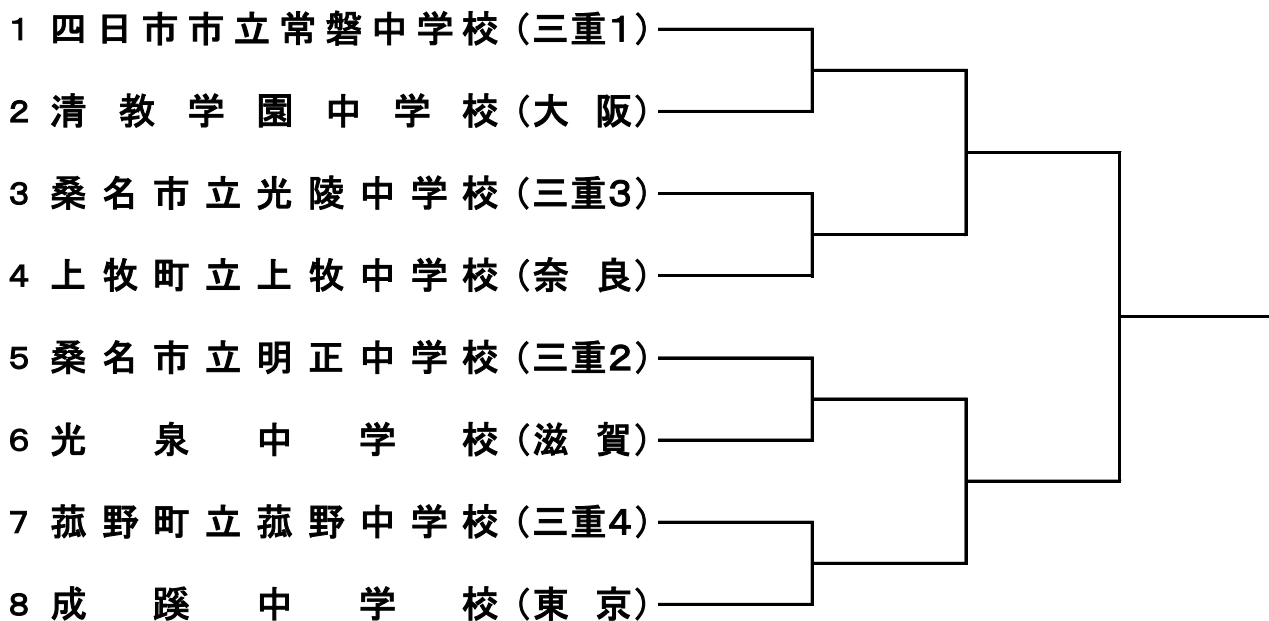 1 四日市市立常磐中学校(三重1)
2 清教学園中学校(大阪)
3 桑名市立光陵中学校(三重3)
4 上牧町立上牧中学校(奈良)
5 桑名市立明正中学校(三重2)
6 光泉中学校(滋賀)
7 菰野町立菰野中学校(三重4)
8 成蹊中学校(東京)